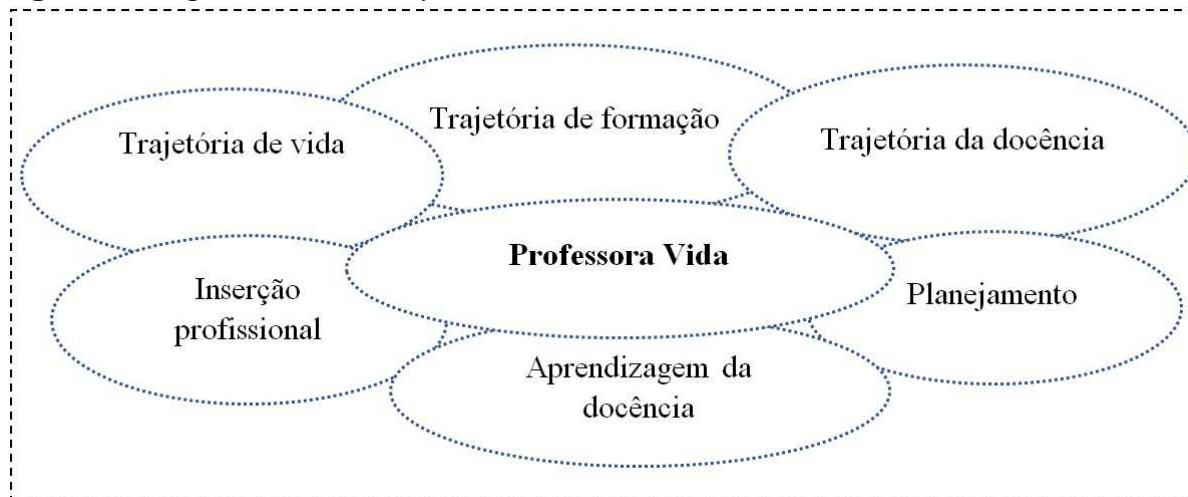 Trajetória de vida
Trajetória de formação
Trajetória da docência
Professora Vida
Inserção
profissional
Planejamento
Aprendizagem da
docência